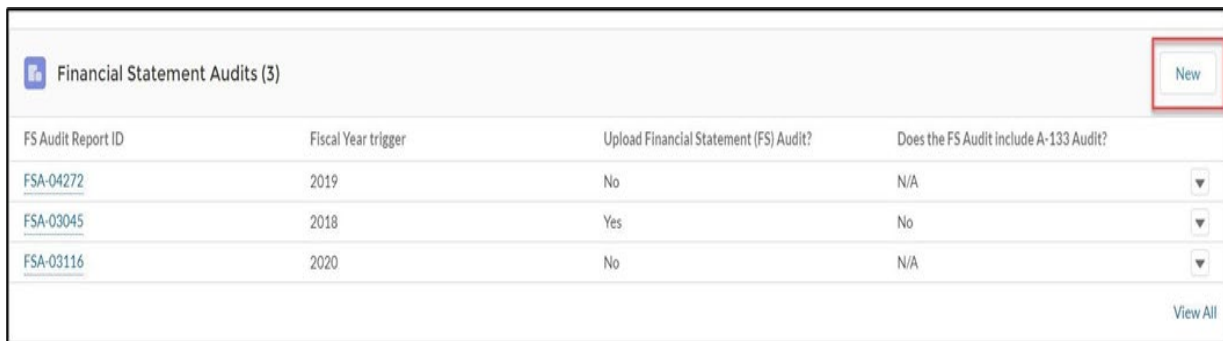 Financial Statement Audits (3)
New
FS Audit Report ID Fiscal Year trigger Upload Financial Statement (FS) Audit? Does the FS Audit include A-133 Audit?
FSA-04272 2019 No N/A
FSA-03045 2018 Yes No
FSA-03116 2020 No N/A
View All